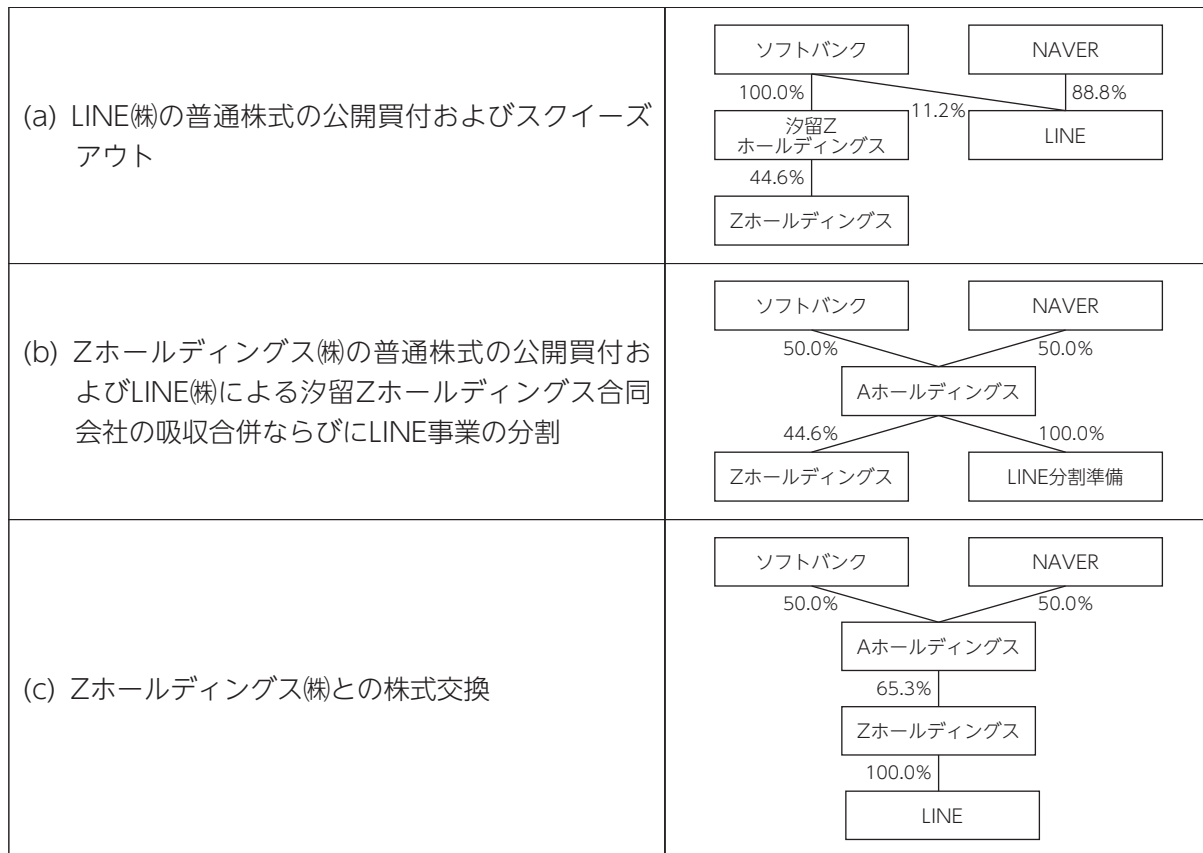 (a) LINE㈱の普通株式の公開買付およびスクイーズ
アウト
ソフトバンク
NAVER
100.0%
11.2%
88.8%
汐留Z
ホールディングス
LINE
44.6%
Zホールディングス
(b) Zホールディングス㈱の普通株式の公開買付お
よびLINE㈱による汐留Zホールディングス合同
会社の吸収合併ならびにLINE事業の分割
ソフトバンク
NAVER
50.0%
50.0%
Aホールディングス
44.6%
100.0%
Zホールディングス
LINE分割準備
(c) Zホールディングス㈱との株式交換
ソフトバンク
NAVER
50.0%
50.0%
Aホールディングス
65.3%
Zホールディングス
100.0%
LINE